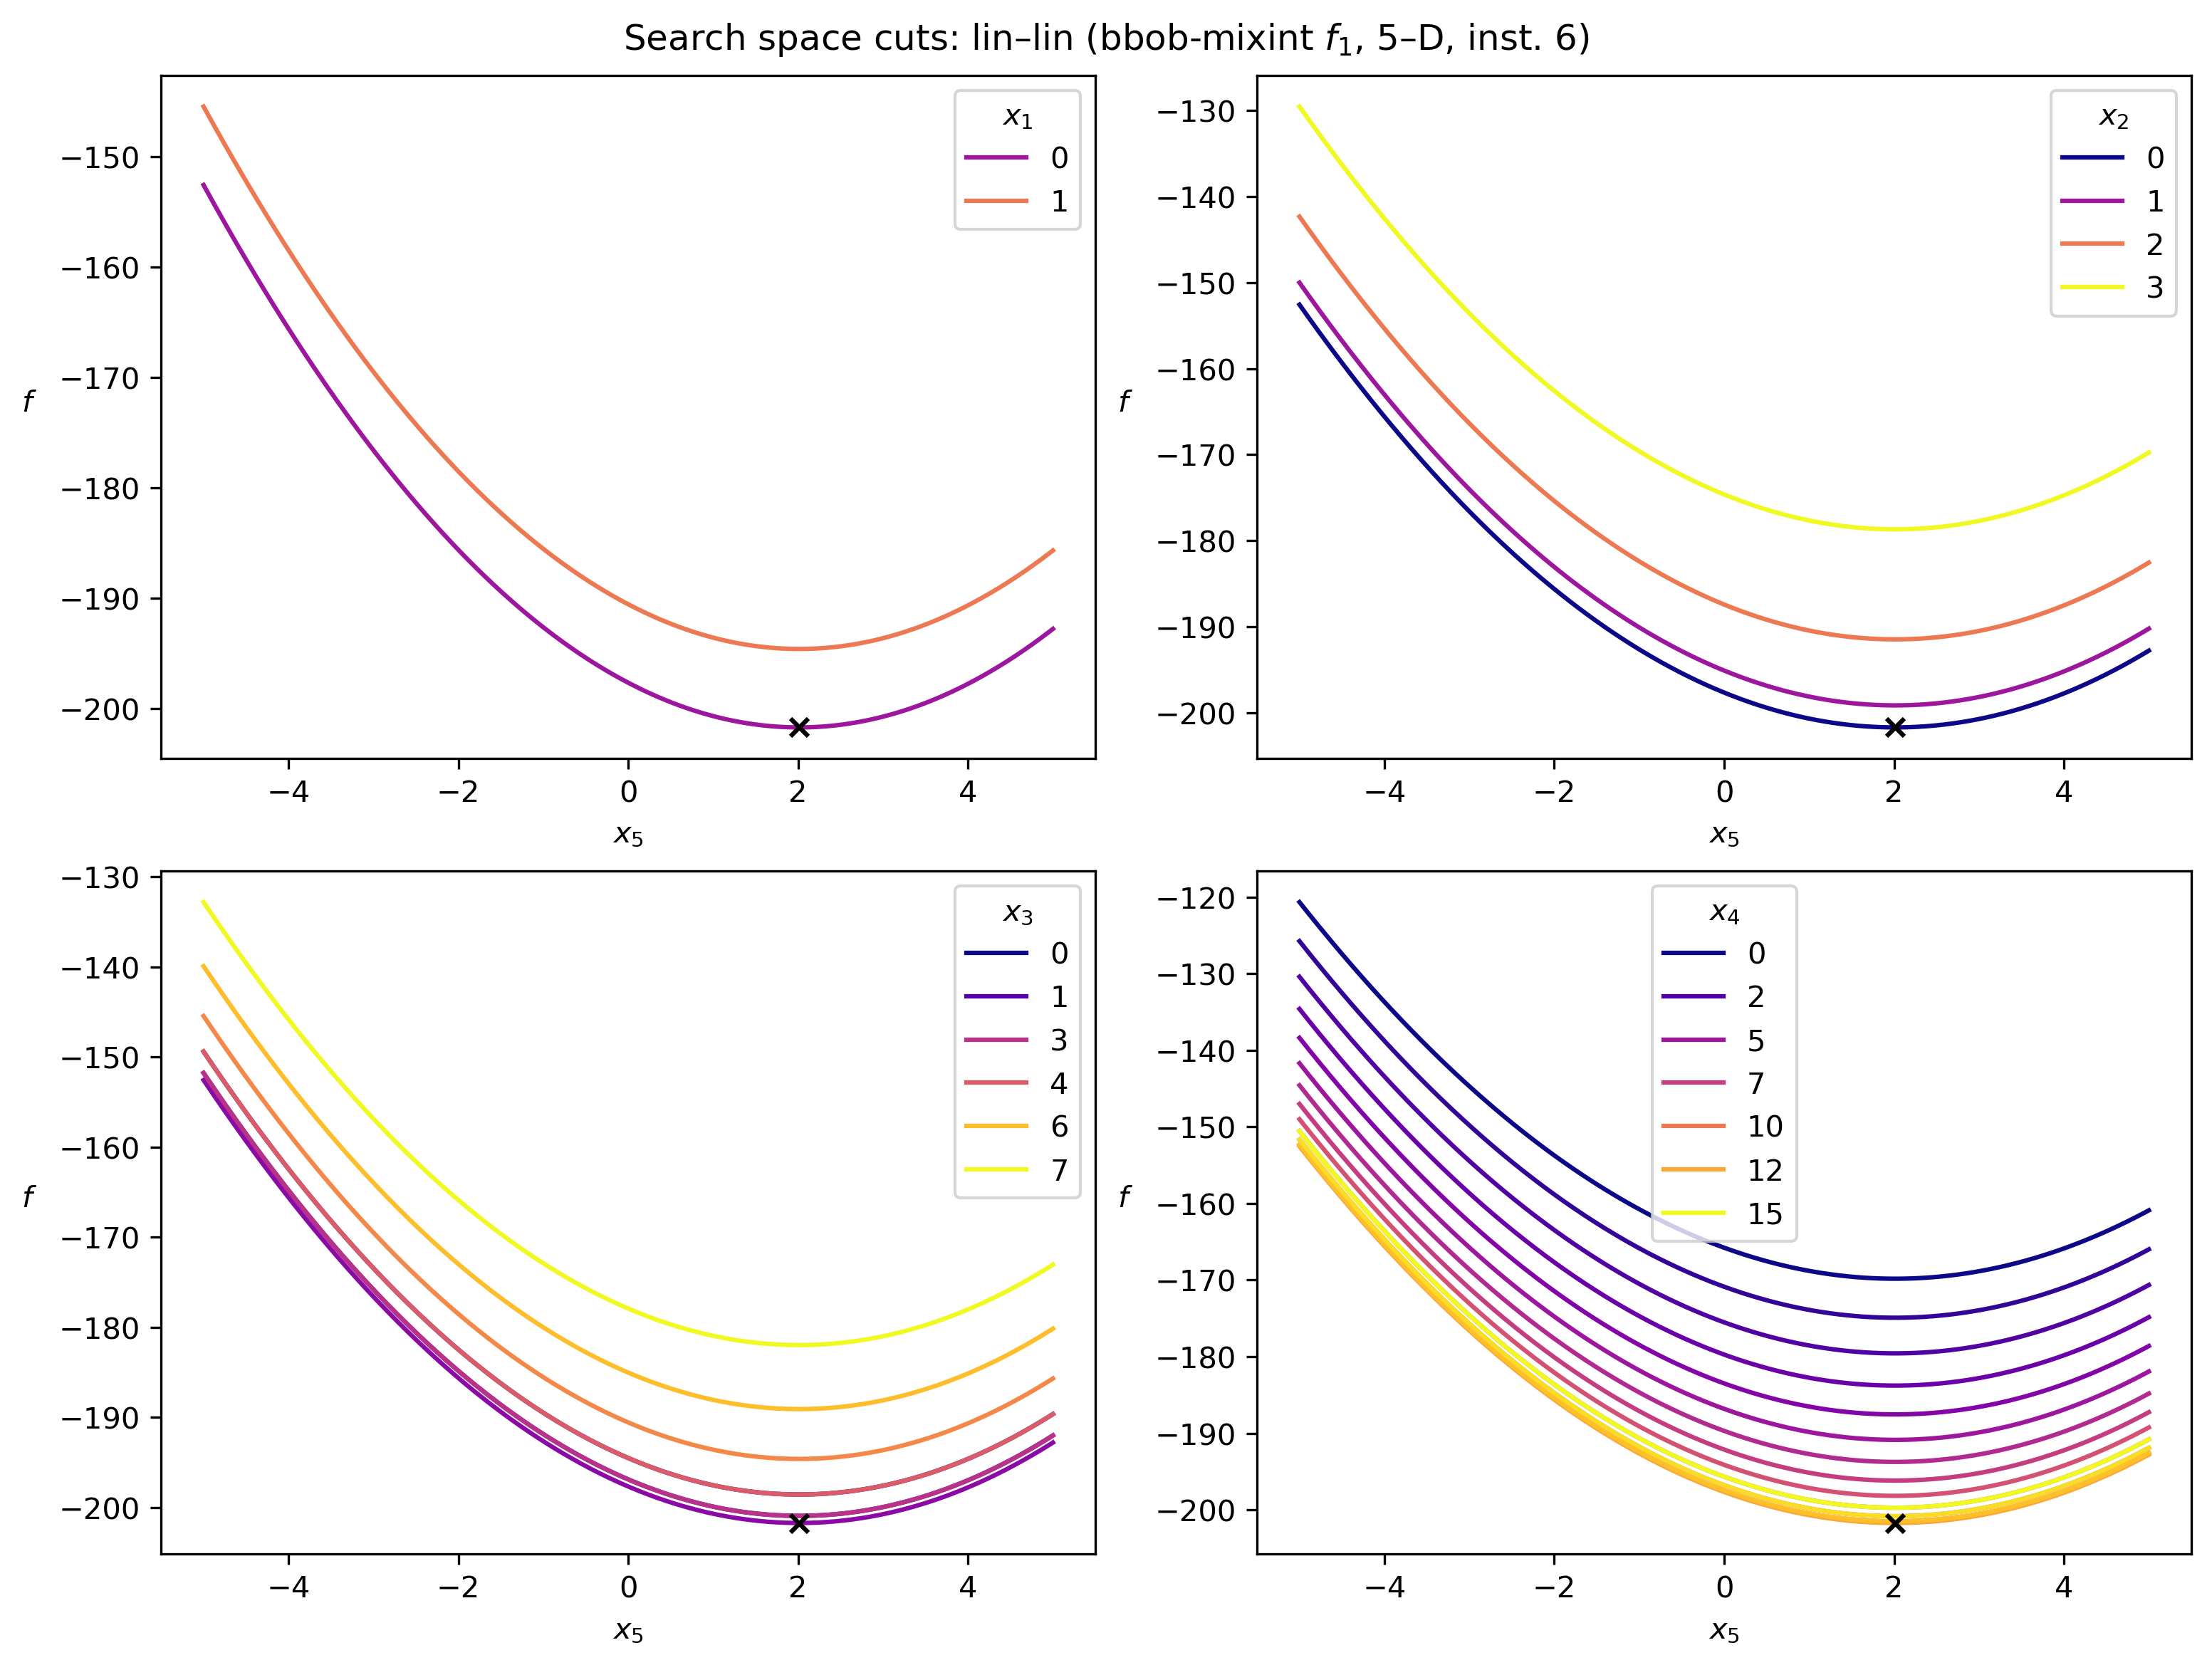 Search space cuts: lin–lin (bbob-mixint f₁, 5–D, inst. 6)
−150
−160
−170
−180
−190
−200
f
x₁
0
1
−4 −2 0 2 4
x₅
−130
−140
−150
−160
−170
−180
−190
−200
f
x₂
0
1
2
3
−4 −2 0 2 4
x₅
−130
−140
−150
−160
−170
−180
−190
−200
f
x₃
0
1
3
4
6
7
−4 −2 0 2 4
x₅
−120
−130
−140
−150
−160
−170
−180
−190
−200
f
x₄
0
2
5
7
10
12
15
−4 −2 0 2 4
x₅